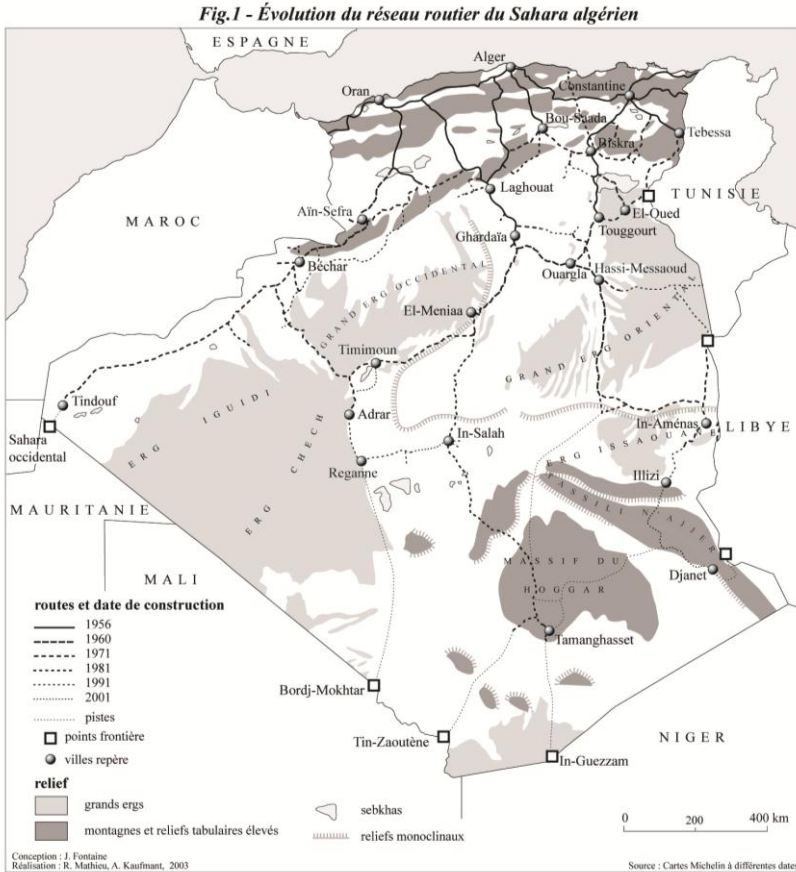 Fig.1 - Évolution du réseau routier du Sahara algérien
ESPAGNE
Alger
Oran
Constantine
Bou-Saada
Tebessa
Biskra
MAROC
Laghouat
TUNISIE
Aïn-Sefra
El-Oued
Touggourt
Ghardaïa
Béchar
Ouargla
Hassi-Messaoud
GRAND ERG OCCIDENTAL
El-Meniaa
GRAND ERG ORIENTAL
Timimoun
Tindouf
ERG IGUIDI
Adrar
In-Aménas
LIBYE
Sahara
occidental
ERG CHECH
In-Salah
ERG ISSAOUANE
Reganne
Illizi
MAURITANIE
TASSILI N'AJJER
MALI
MASSIF DU
HOGGAR
Djanet
routes et date de construction
1956
1960
1971
1981
1991
2001
pistes
points frontière
villes repère
Tamanghasset
Bordj-Mokhtar
Tin-Zaoutène
In-Guezzam
NIGER
relief
grands ergs
montagnes et reliefs tabulaires élevés
sebkhas
reliefs monoclinaux
0 200 400 km
Conception : J. Fontaine
Réalisation : R. Mathieu, A. Kaufmant, 2003
Source : Cartes Michelin à différentes dates